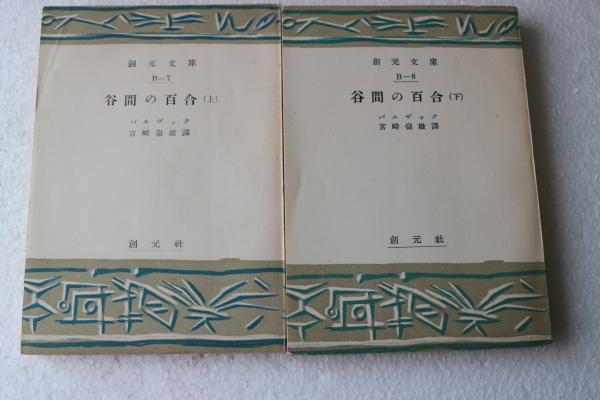 創元文庫
B—7
谷間の百合(上)
バルザック
宮崎嶺雄譯
創元社
創元文庫
B—8
谷間の百合(下)
バルザック
宮崎嶺雄譯
創元社